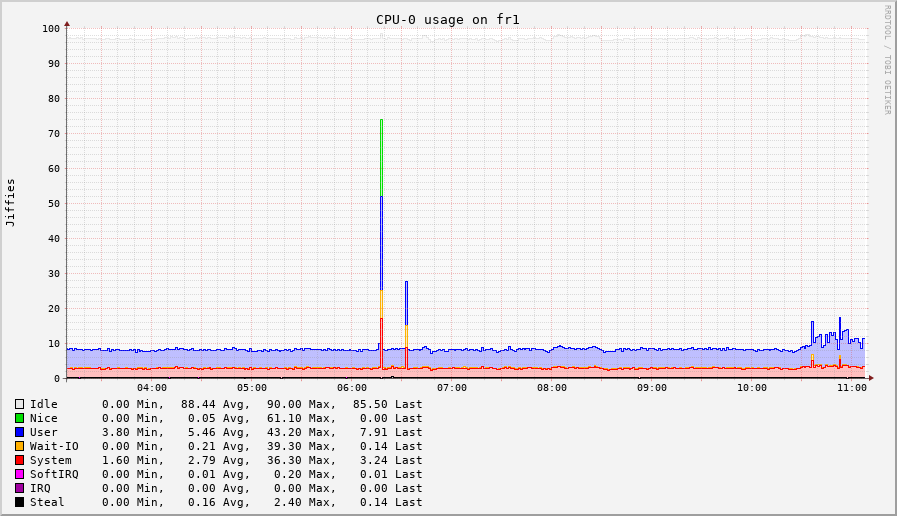 CPU-0 usage on fr1
RRDTOOL / TOBI OETIKER
Jiffies
100
90
80
70
60
50
40
30
20
10
0
04:00 05:00 06:00 07:00 08:00 09:00 10:00 11:00
Idle 0.00 Min, 88.44 Avg, 90.00 Max, 85.50 Last
Nice 0.00 Min, 0.05 Avg, 61.10 Max, 0.00 Last
User 3.80 Min, 5.46 Avg, 43.20 Max, 7.91 Last
Wait-IO 0.00 Min, 0.21 Avg, 39.30 Max, 0.14 Last
System 1.60 Min, 2.79 Avg, 36.30 Max, 3.24 Last
SoftIRQ 0.00 Min, 0.01 Avg, 0.20 Max, 0.01 Last
IRQ 0.00 Min, 0.00 Avg, 0.00 Max, 0.00 Last
Steal 0.00 Min, 0.16 Avg, 2.40 Max, 0.14 Last